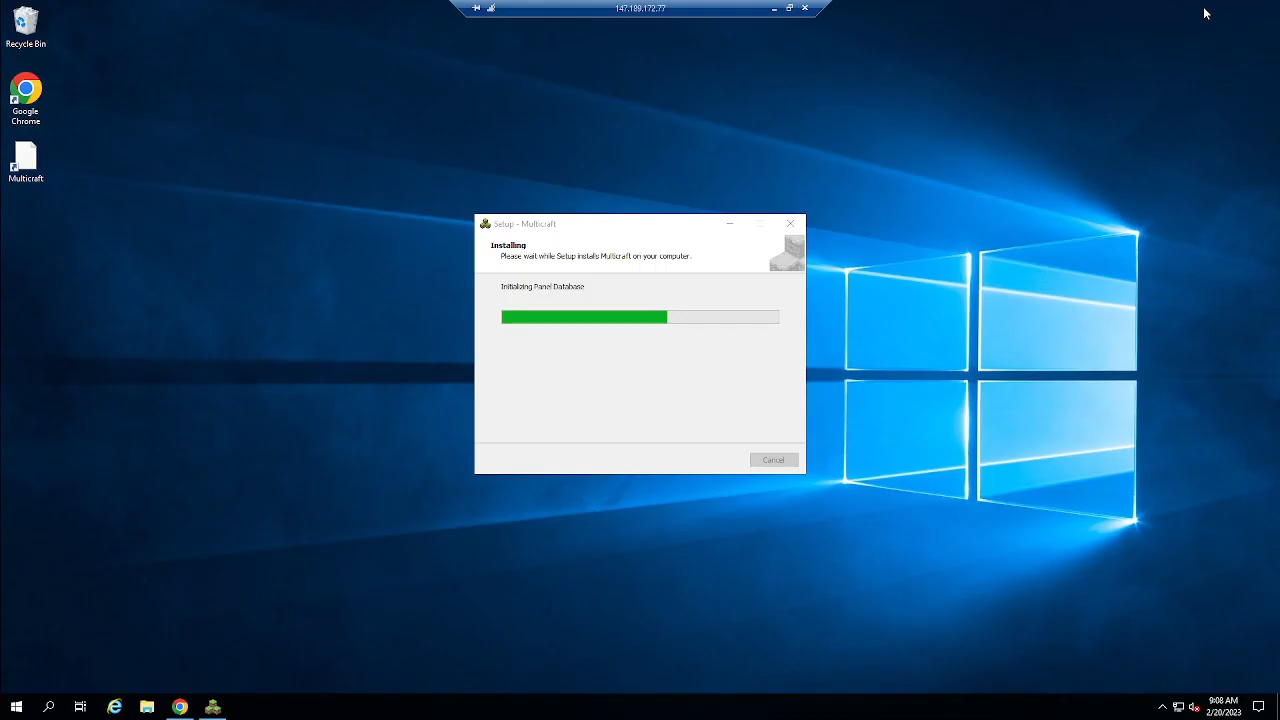 147.189.172.77
Recycle Bin
Google
Chrome
Multicraft
Setup - Multicraft
Installing
Please wait while Setup installs Multicraft on your computer.
Initializing Panel Database
Cancel
9:08 AM
2/20/2023